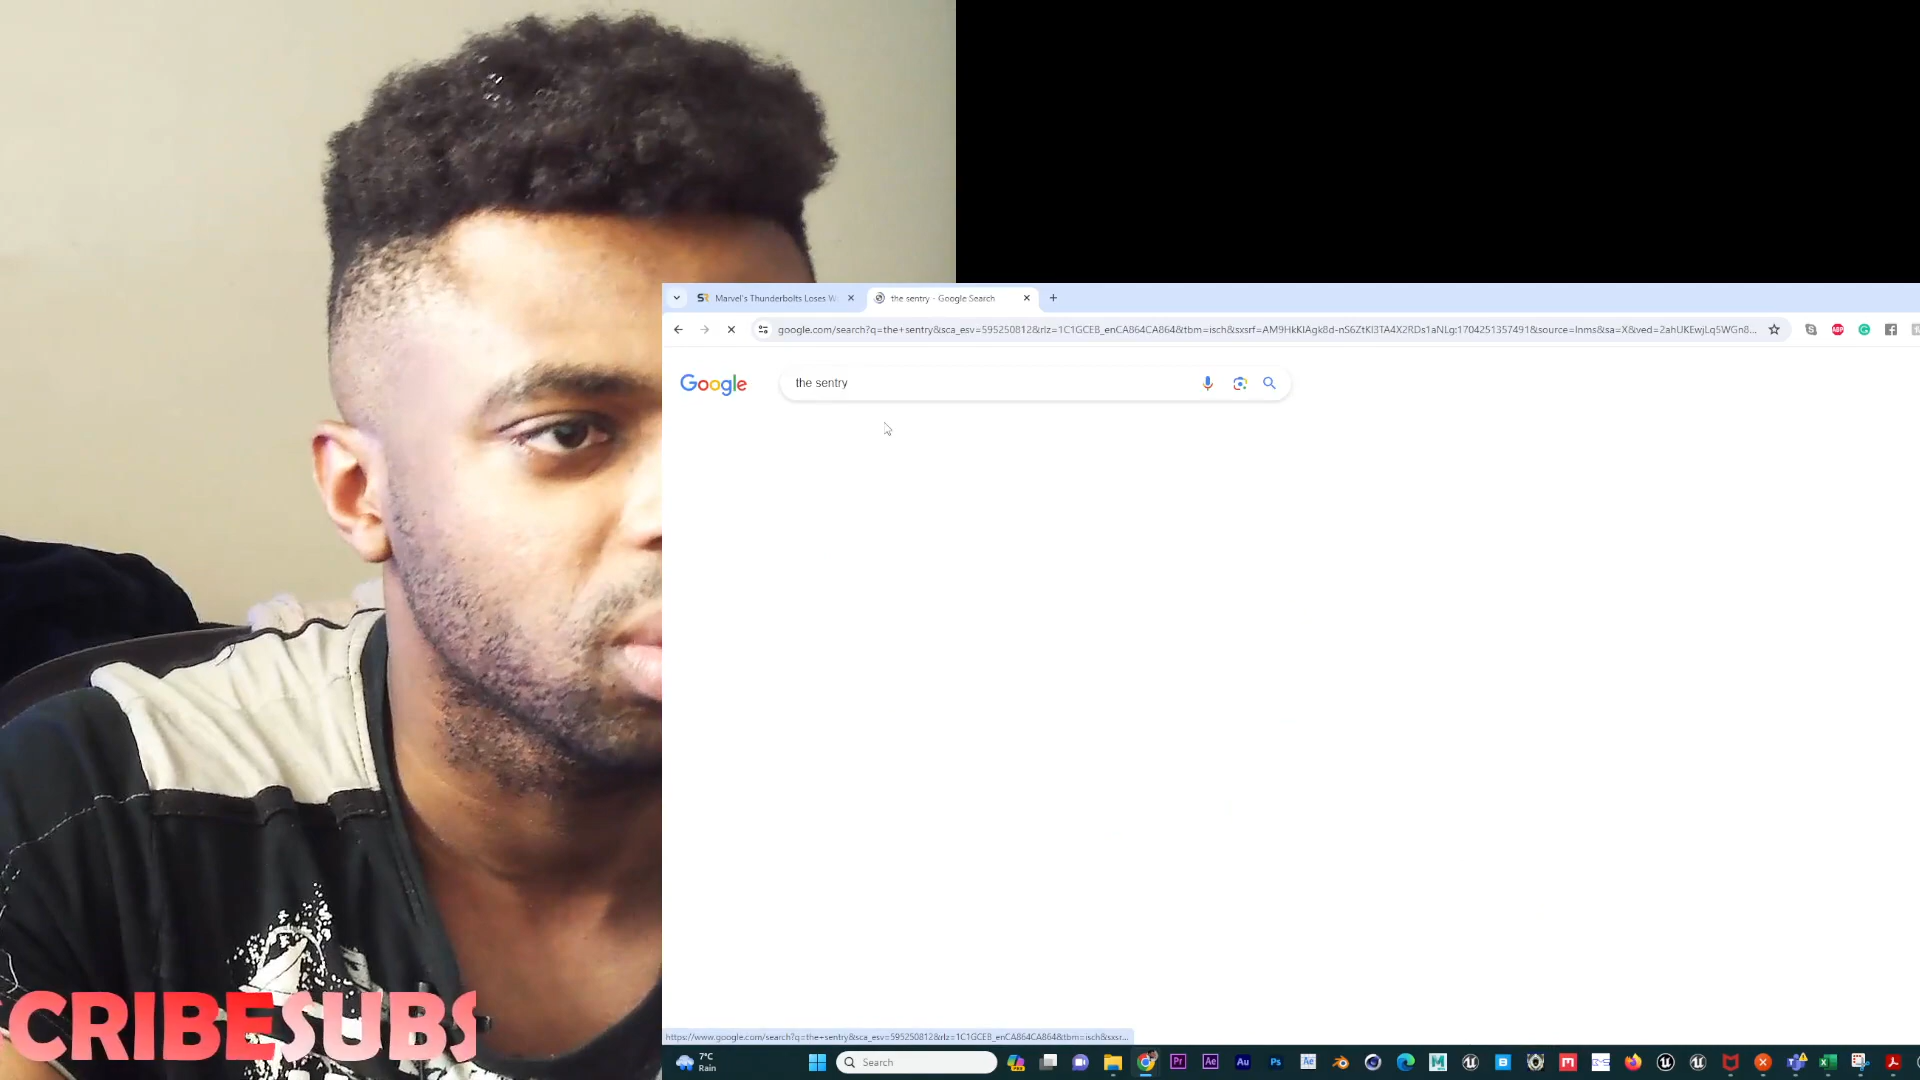 Marvel's Thunderbolts Loses W
the sentry - Google Search
google.com/search?q=the+sentry&sca_esv=595250812&rlz=1C1GCEB_enCA864CA864&tbm=isch&sxsrf=AM9HkKlAgk8d-nS6ZtKl3TA4X2RDs1aNLg:1704251357491&source=lnms&sa=X&ved=2ahUKEwjLq5WGn8...
Google
the sentry
CRIBESUBS
https://www.google.com/search?q=the+sentry&sca_esv=595250812&rlz=1C1GCEB_enCA864CA864&tbm=isch&sxsr...
7°C
Rain
Search